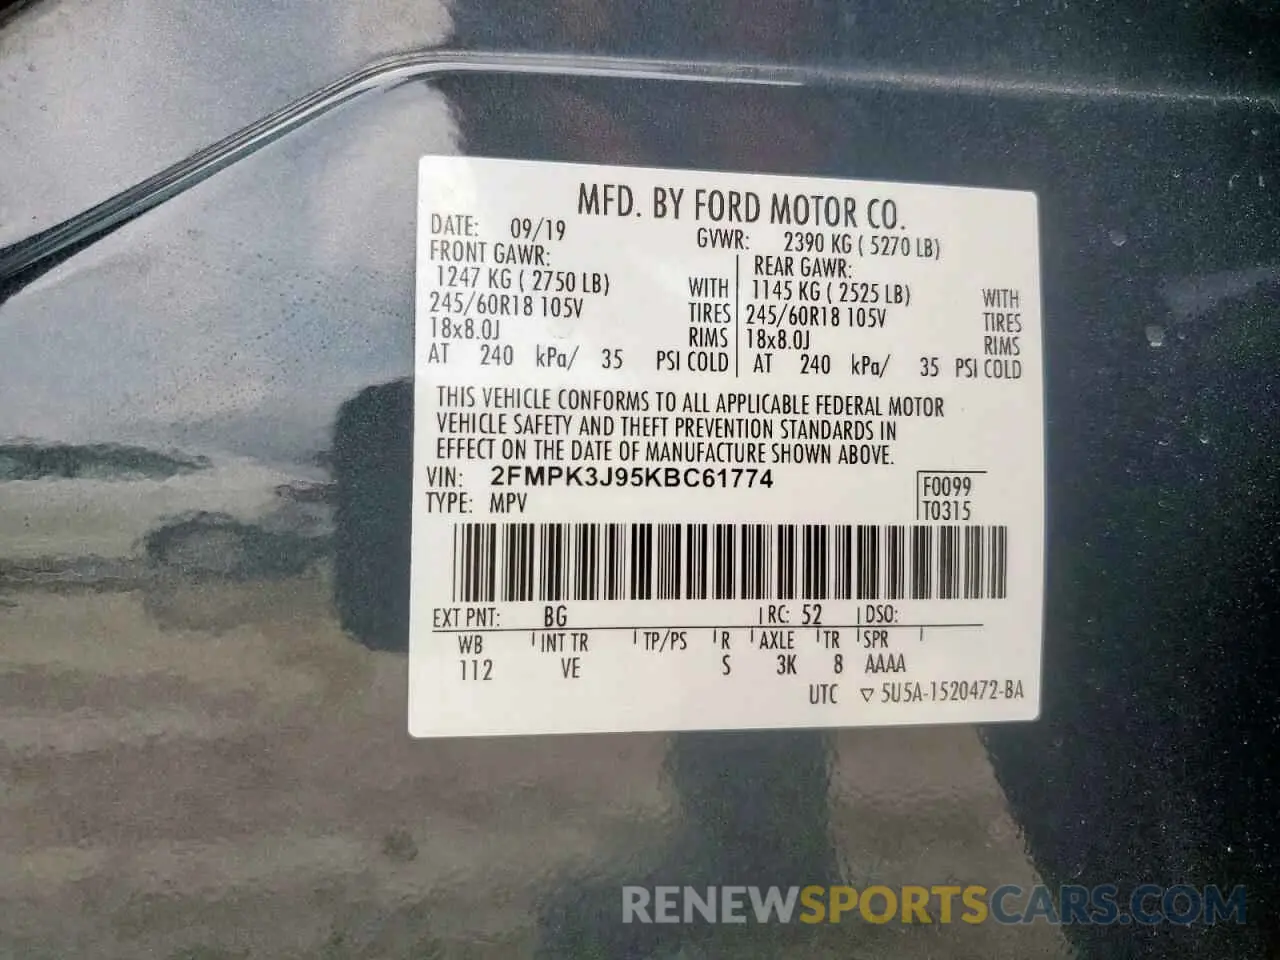 MFD. BY FORD MOTOR CO.
DATE: 09/19 GVWR: 2390 KG ( 5270 LB)
FRONT GAWR: REAR GAWR:
1247 KG ( 2750 LB) WITH 1145 KG ( 2525 LB) WITH
245/60R18 105V TIRES 245/60R18 105V TIRES
18x8.0J RIMS 18x8.0J RIMS
AT 240 kPa/ 35 PSI COLD AT 240 kPa/ 35 PSI COLD
THIS VEHICLE CONFORMS TO ALL APPLICABLE FEDERAL MOTOR
VEHICLE SAFETY AND THEFT PREVENTION STANDARDS IN
EFFECT ON THE DATE OF MANUFACTURE SHOWN ABOVE.
VIN: 2FMPK3J95KBC61774 F0099
TYPE: MPV T0315
EXT PNT: BG RC: 52 DSO:
WB INT TR TP/PS R AXLE TR SPR
112 VE S 3K 8 AAAA
UTC ▽ 5U5A-1520472-BA
RENEWSPORTSCARS.COM